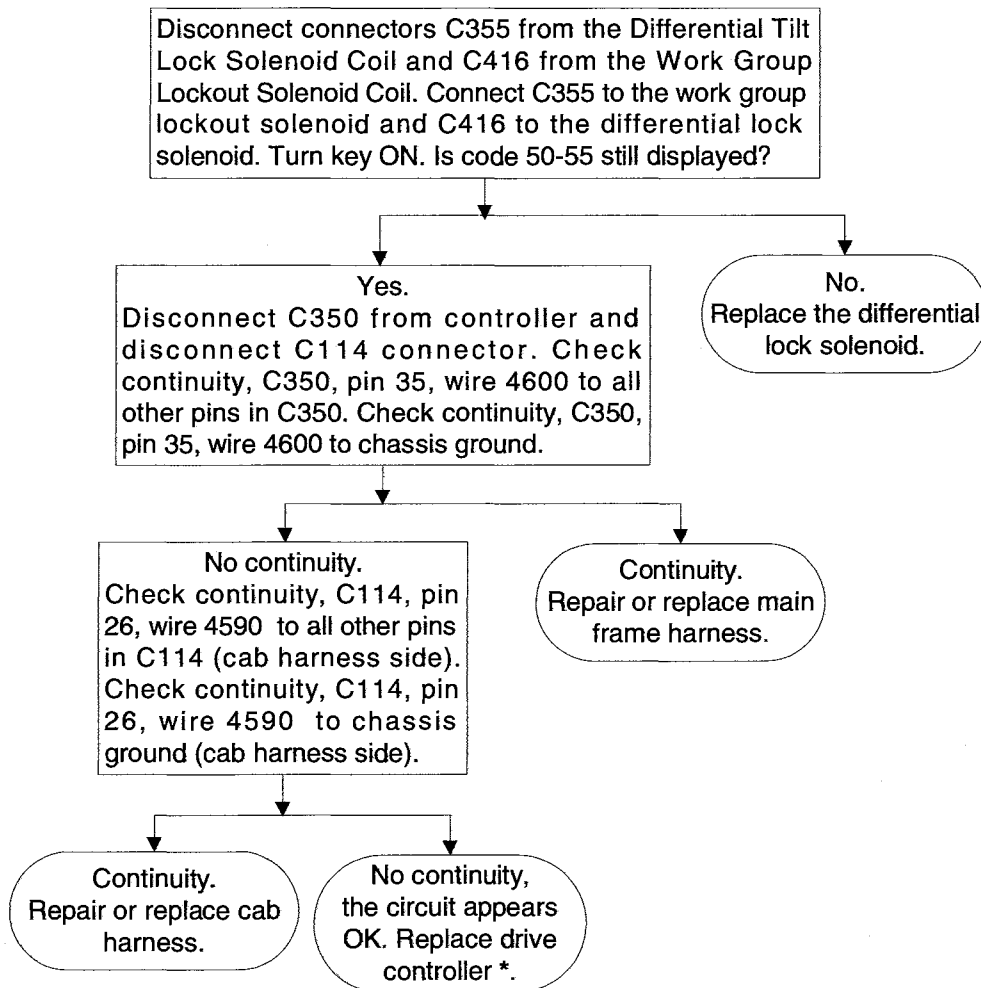 Disconnect connectors C355 from the Differential Tilt
Lock Solenoid Coil and C416 from the Work Group
Lockout Solenoid Coil. Connect C355 to the work group
lockout solenoid and C416 to the differential lock
solenoid. Turn key ON. Is code 50-55 still displayed?
Yes.
Disconnect C350 from controller and
disconnect C114 connector. Check
continuity, C350, pin 35, wire 4600 to all
other pins in C350. Check continuity, C350,
pin 35, wire 4600 to chassis ground.
No.
Replace the differential
lock solenoid.
No continuity.
Check continuity, C114, pin
26, wire 4590 to all other pins
in C114 (cab harness side).
Check continuity, C114, pin
26, wire 4590 to chassis
ground (cab harness side).
Continuity.
Repair or replace main
frame harness.
Continuity.
Repair or replace cab
harness.
No continuity,
the circuit appears
OK. Replace drive
controller *.